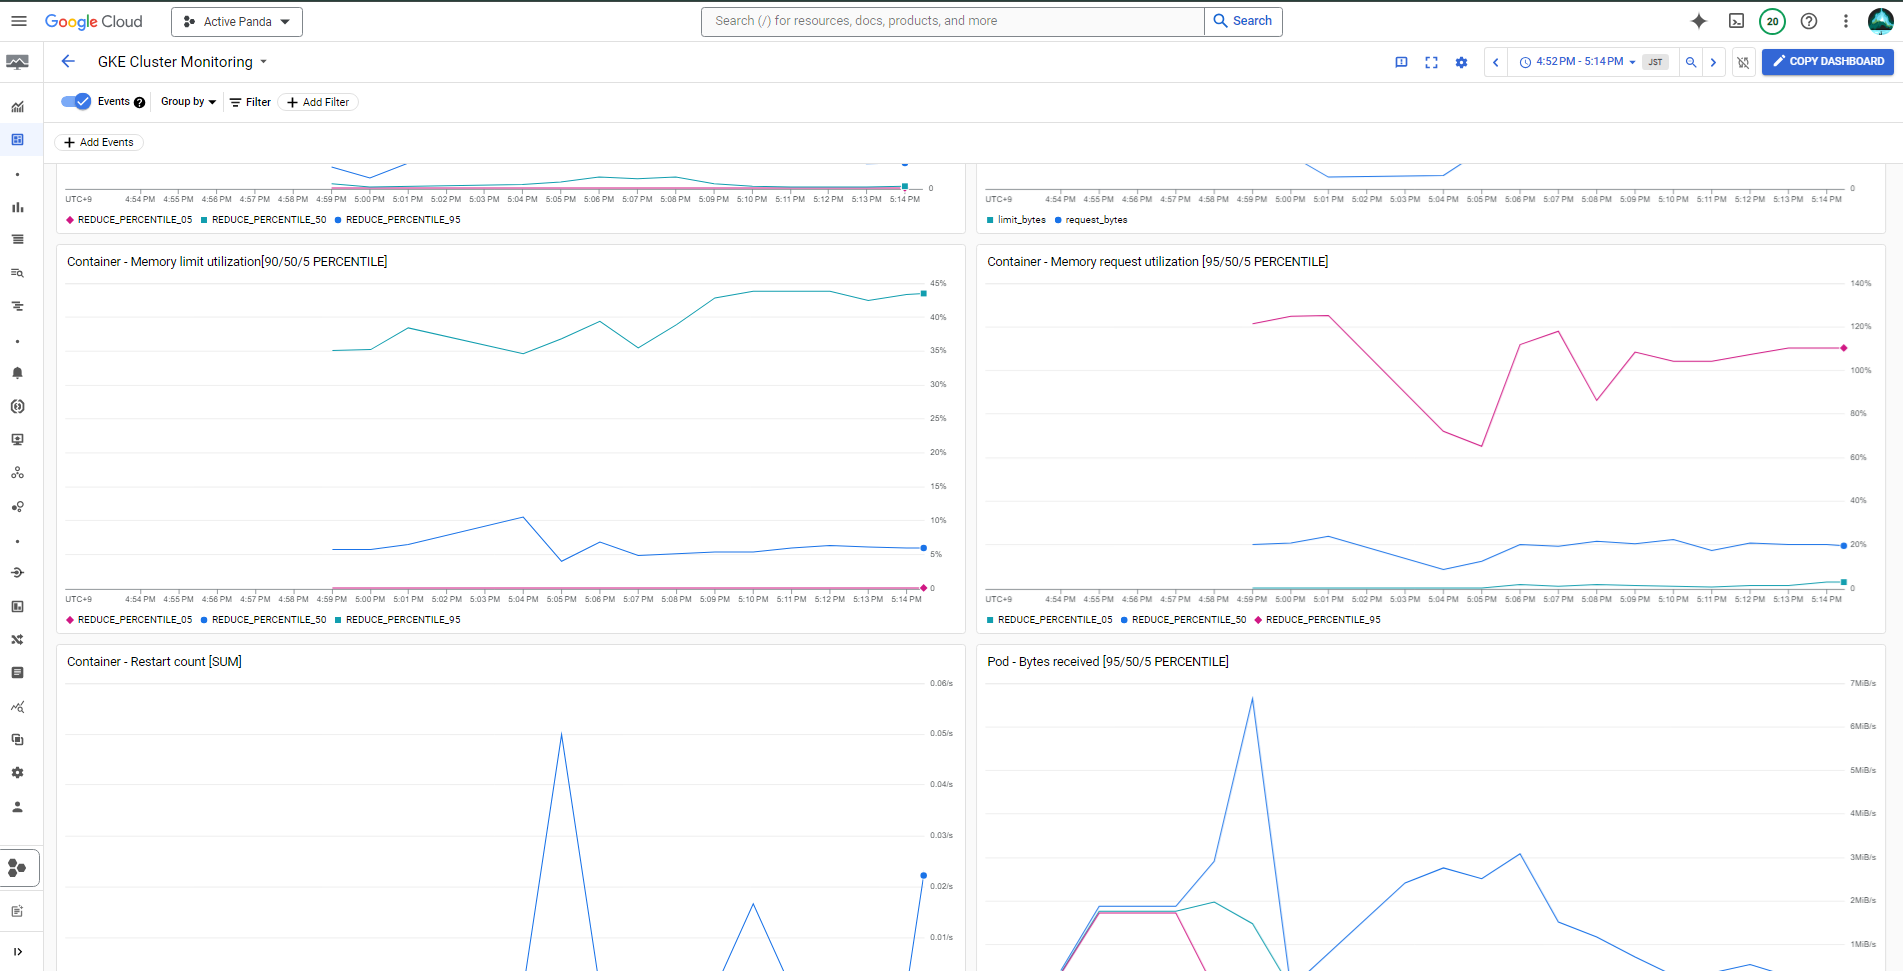 Google Cloud
Active Panda
Search (/) for resources, docs, products, and more
Search
20
GKE Cluster Monitoring
4:52 PM - 5:14 PM
JST
COPY DASHBOARD
Events
Group by
Filter
Add Filter
Add Events
0
UTC+9 4:54 PM 4:55 PM 4:56 PM 4:57 PM 4:58 PM 4:59 PM 5:00 PM 5:01 PM 5:02 PM 5:03 PM 5:04 PM 5:05 PM 5:06 PM 5:07 PM 5:08 PM 5:09 PM 5:10 PM 5:11 PM 5:12 PM 5:13 PM 5:14 PM
REDUCE_PERCENTILE_05 REDUCE_PERCENTILE_50 REDUCE_PERCENTILE_95
0
UTC+9 4:54 PM 4:55 PM 4:56 PM 4:57 PM 4:58 PM 4:59 PM 5:00 PM 5:01 PM 5:02 PM 5:03 PM 5:04 PM 5:05 PM 5:06 PM 5:07 PM 5:08 PM 5:09 PM 5:10 PM 5:11 PM 5:12 PM 5:13 PM 5:14 PM
limit_bytes request_bytes
Container - Memory limit utilization[90/50/5 PERCENTILE]
45%
40%
35%
30%
25%
20%
15%
10%
5%
0
UTC+9 4:54 PM 4:55 PM 4:56 PM 4:57 PM 4:58 PM 4:59 PM 5:00 PM 5:01 PM 5:02 PM 5:03 PM 5:04 PM 5:05 PM 5:06 PM 5:07 PM 5:08 PM 5:09 PM 5:10 PM 5:11 PM 5:12 PM 5:13 PM 5:14 PM
REDUCE_PERCENTILE_05 REDUCE_PERCENTILE_50 REDUCE_PERCENTILE_95
Container - Memory request utilization [95/50/5 PERCENTILE]
140%
120%
100%
80%
60%
40%
20%
0
UTC+9 4:54 PM 4:55 PM 4:56 PM 4:57 PM 4:58 PM 4:59 PM 5:00 PM 5:01 PM 5:02 PM 5:03 PM 5:04 PM 5:05 PM 5:06 PM 5:07 PM 5:08 PM 5:09 PM 5:10 PM 5:11 PM 5:12 PM 5:13 PM 5:14 PM
REDUCE_PERCENTILE_05 REDUCE_PERCENTILE_50 REDUCE_PERCENTILE_95
Container - Restart count [SUM]
0.06/s
0.05/s
0.04/s
0.03/s
0.02/s
0.01/s
Pod - Bytes received [95/50/5 PERCENTILE]
7MiB/s
6MiB/s
5MiB/s
4MiB/s
3MiB/s
2MiB/s
1MiB/s